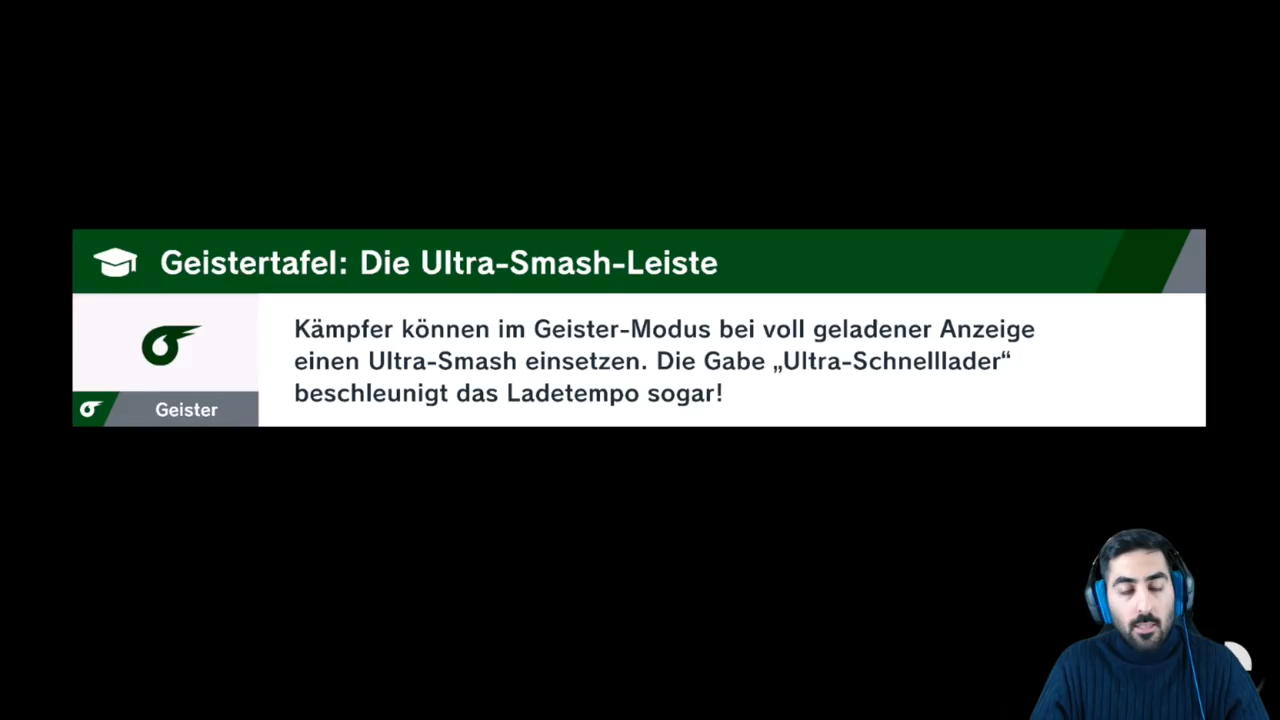 Geistertafel: Die Ultra-Smash-Leiste
Kämpfer können im Geister-Modus bei voll geladener Anzeige
einen Ultra-Smash einsetzen. Die Gabe „Ultra-Schnelllader“
beschleunigt das Ladetempo sogar!
Geister